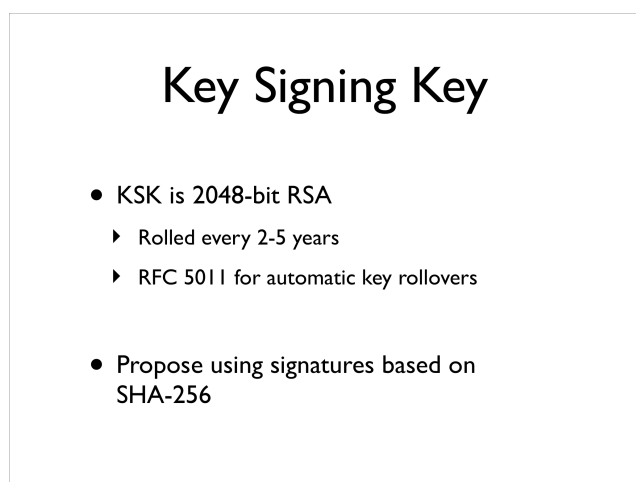 Key Signing Key
• KSK is 2048-bit RSA
‣ Rolled every 2-5 years
‣ RFC 5011 for automatic key rollovers
• Propose using signatures based on
SHA-256